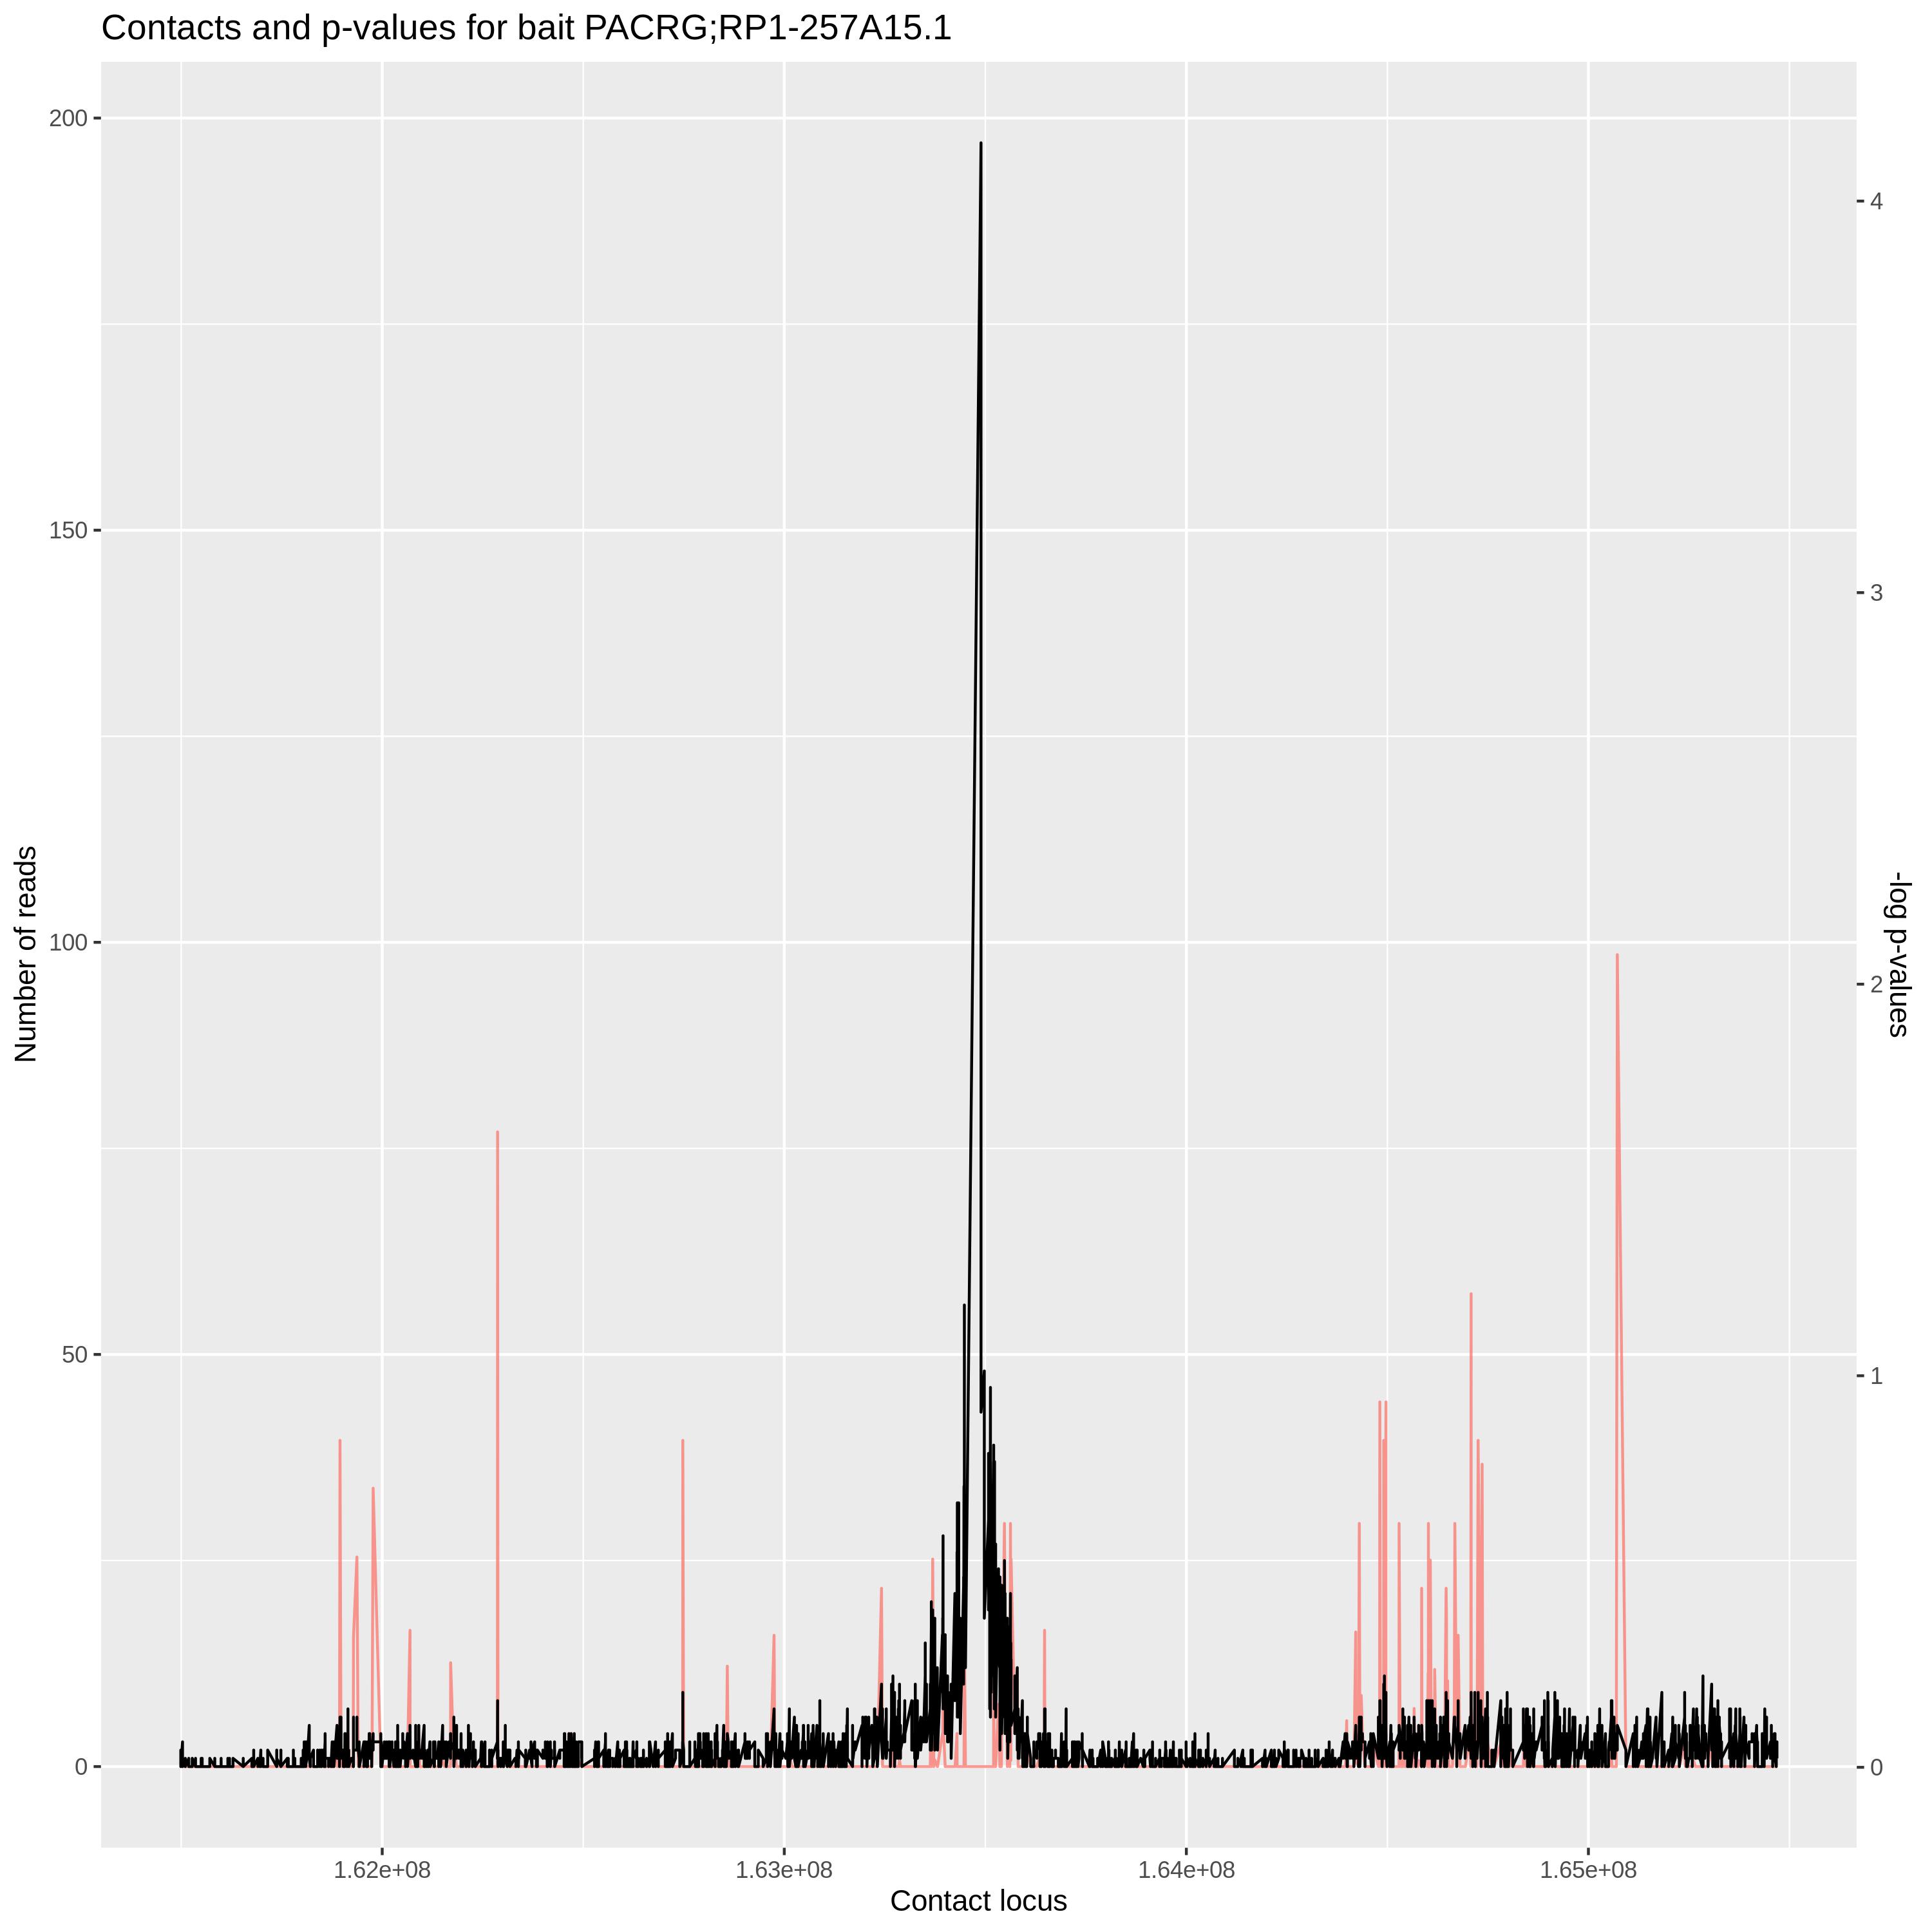 Contacts and p-values for bait PACRG;RP1-257A15.1
200
150
100
50
0
Number of reads
4
3
2
1
0
-log p-values
1.62e+08
1.63e+08
1.64e+08
1.65e+08
Contact locus